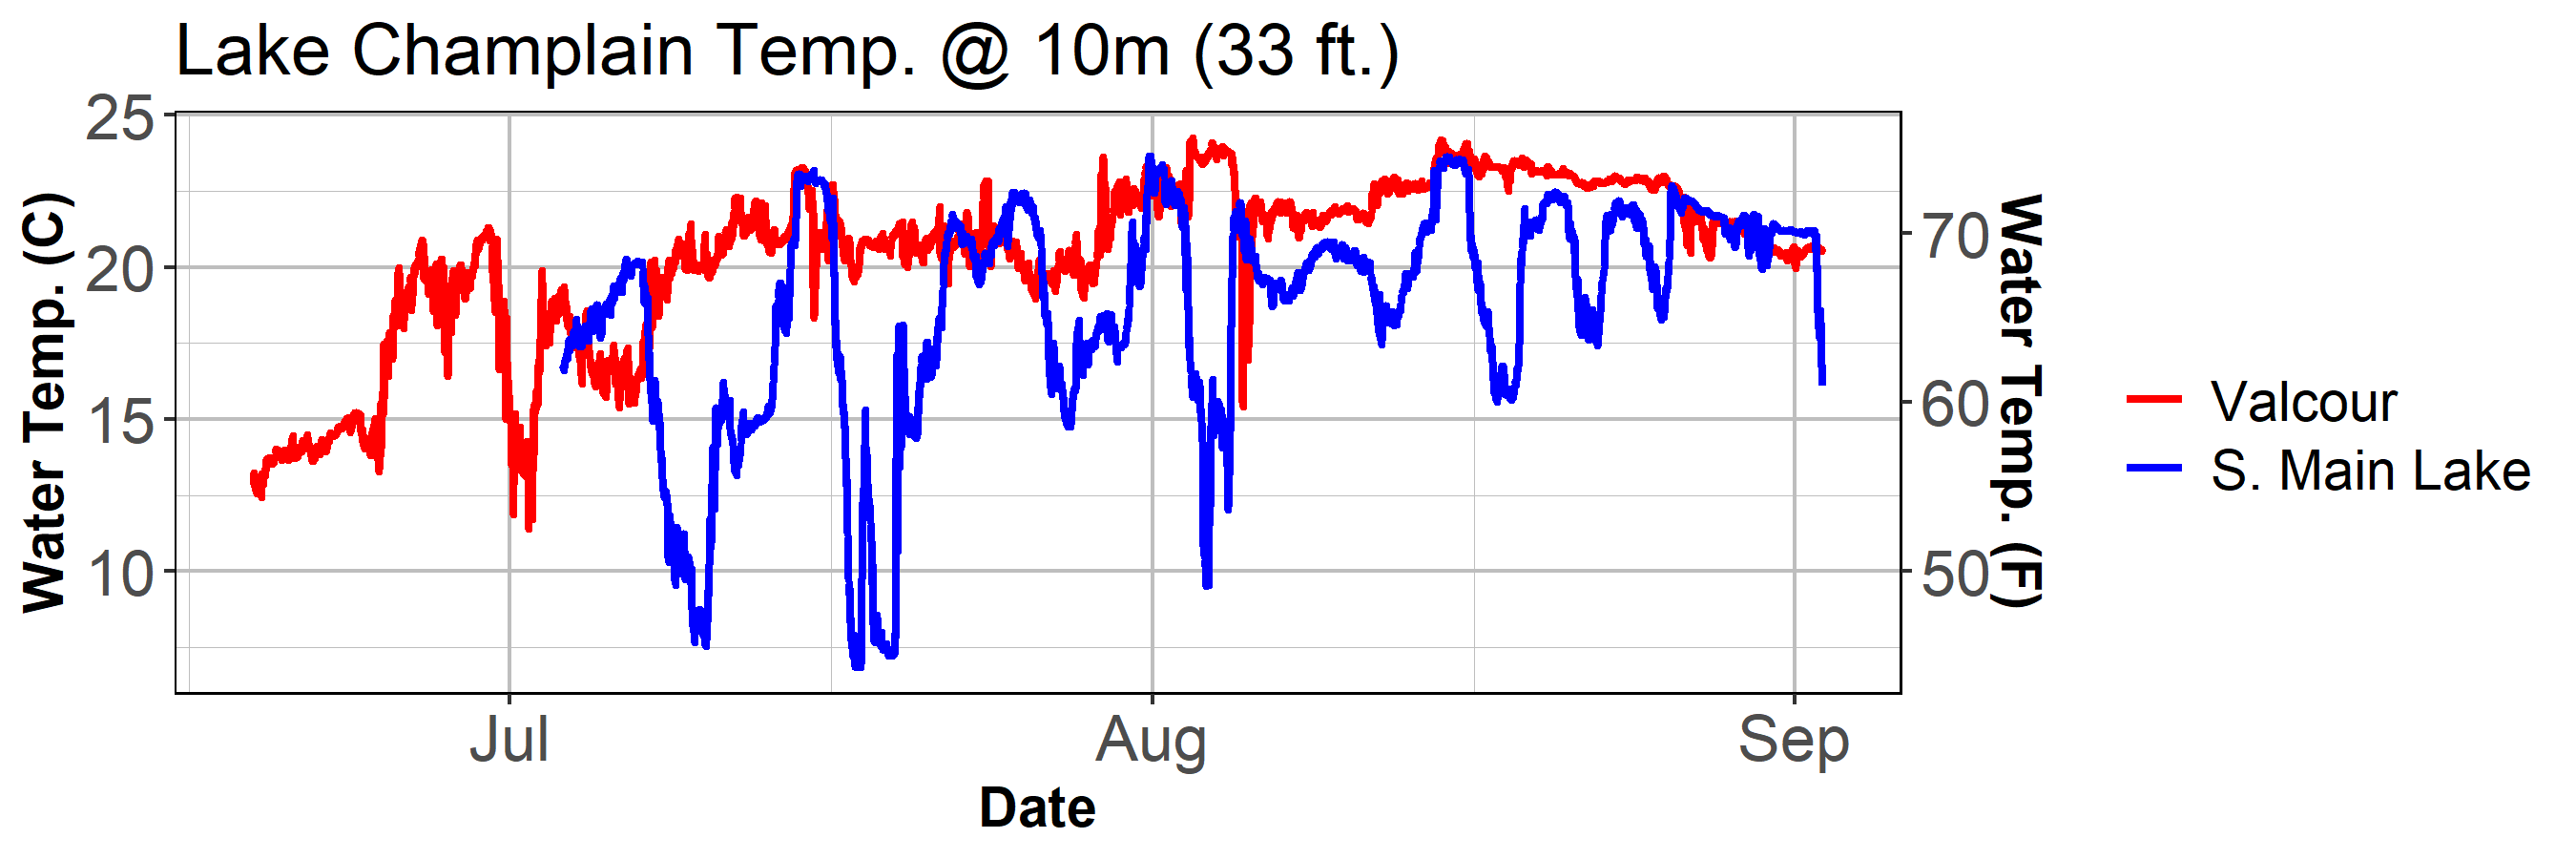 Lake Champlain Temp. @ 10m (33 ft.)
Water Temp. (C)
25
20
15
10
70
60
50
Water Temp. (F)
Jul
Aug
Sep
Date
Valcour
S. Main Lake